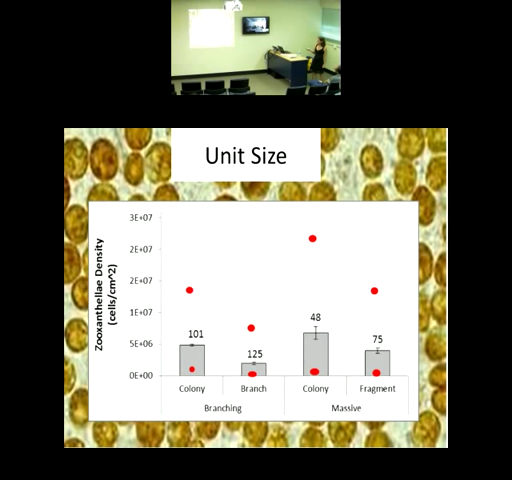 Unit Size
Zooxanthellae Density
(cells/cm^2)
3E+07
2E+07
2E+07
1E+07
5E+06
0E+00
101
125
48
75
Colony
Branch
Colony
Fragment
Branching
Massive